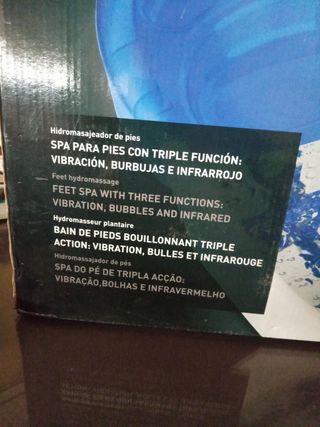 Hidromasajeador de pies
SPA PARA PIES CON TRIPLE FUNCIÓN:
VIBRACIÓN, BURBUJAS E INFRARROJO
Feet hydromassage
FEET SPA WITH THREE FUNCTIONS:
VIBRATION, BUBBLES AND INFRARED
Hydromasseur plantaire
BAIN DE PIEDS BOUILLONNANT TRIPLE
ACTION: VIBRATION, BULLES ET INFRAROUGE
Hidromassajador de pés
SPA DO PÉ DE TRIPLA ACCÃO:
VIBRAÇÃO,BOLHAS E INFRAVERMELHO